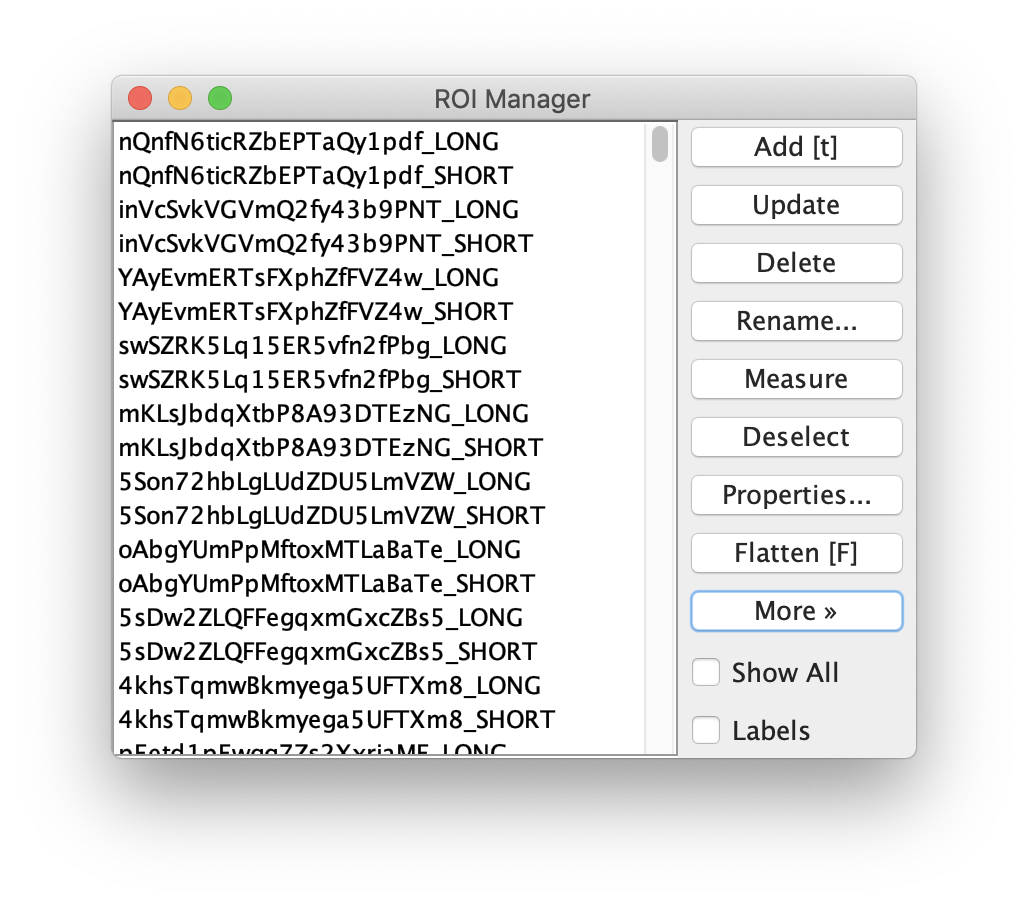 ROI Manager
nQnfN6ticRZbEPTaQy1pdf_LONG
nQnfN6ticRZbEPTaQy1pdf_SHORT
inVcSvkVGVmQ2fy43b9PNT_LONG
inVcSvkVGVmQ2fy43b9PNT_SHORT
YAyEvmERTsFXphZfFVZ4w_LONG
YAyEvmERTsFXphZfFVZ4w_SHORT
swSZRK5Lq15ER5vfn2fPbg_LONG
swSZRK5Lq15ER5vfn2fPbg_SHORT
mKLsJbdqXtbP8A93DTEzNG_LONG
mKLsJbdqXtbP8A93DTEzNG_SHORT
5Son72hbLgLUdZDU5LmVZW_LONG
5Son72hbLgLUdZDU5LmVZW_SHORT
oAbgYUmPpMftoxMTLaBaTe_LONG
oAbgYUmPpMftoxMTLaBaTe_SHORT
5sDw2ZLQFFegqxmGxcZBs5_LONG
5sDw2ZLQFFegqxmGxcZBs5_SHORT
4khsTqmwBkmyega5UFTXm8_LONG
4khsTqmwBkmyega5UFTXm8_SHORT
Add [t]
Update
Delete
Rename...
Measure
Deselect
Properties...
Flatten [F]
More »
Show All
Labels